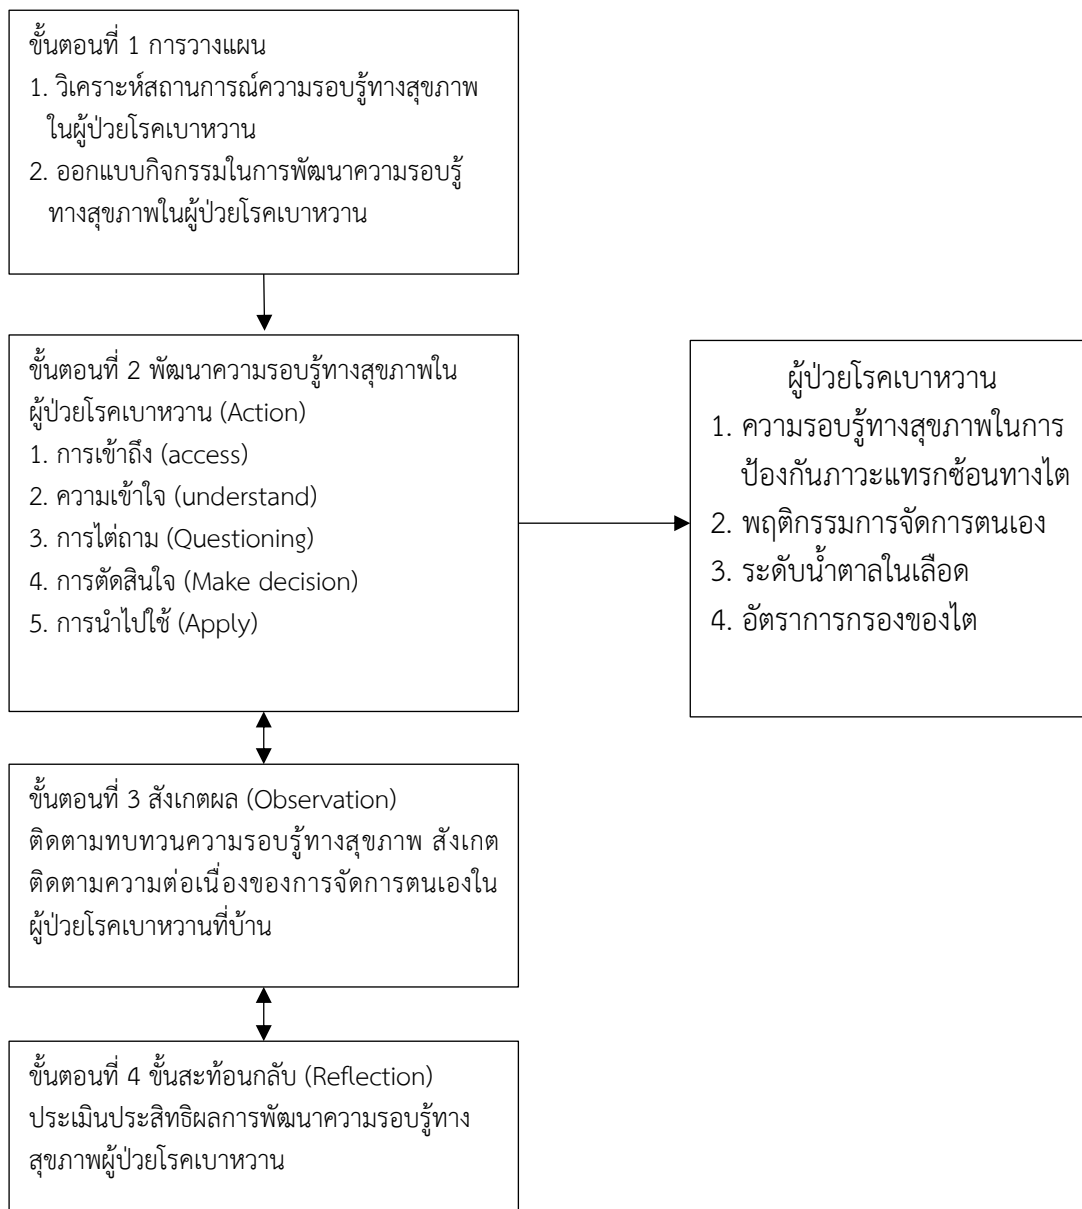 ขั้นตอนที่ 1 การวางแผน
1. วิเคราะห์สถานการณ์ความรอบรู้ทางสุขภาพ
ในผู้ป่วยโรคเบาหวาน
2. ออกแบบกิจกรรมในการพัฒนาความรอบรู้
ทางสุขภาพในผู้ป่วยโรคเบาหวาน
ขั้นตอนที่ 2 พัฒนาความรอบรู้ทางสุขภาพใน
ผู้ป่วยโรคเบาหวาน (Action)
1. การเข้าถึง (access)
2. ความเข้าใจ (understand)
3. การไต่ถาม (Questioning)
4. การตัดสินใจ (Make decision)
5. การนำไปใช้ (Apply)
ผู้ป่วยโรคเบาหวาน
1. ความรอบรู้ทางสุขภาพในการ
ป้องกันภาวะแทรกซ้อนทางไต
2. พฤติกรรมการจัดการตนเอง
3. ระดับน้ำตาลในเลือด
4. อัตราการกรองของไต
ขั้นตอนที่ 3 สังเกตผล (Observation)
ติดตามทบทวนความรอบรู้ทางสุขภาพ สังเกต
ติดตามความต่อเนื่องของการจัดการตนเองใน
ผู้ป่วยโรคเบาหวานที่บ้าน
ขั้นตอนที่ 4 ขั้นสะท้อนกลับ (Reflection)
ประเมินประสิทธิผลการพัฒนาความรอบรู้ทาง
สุขภาพผู้ป่วยโรคเบาหวาน